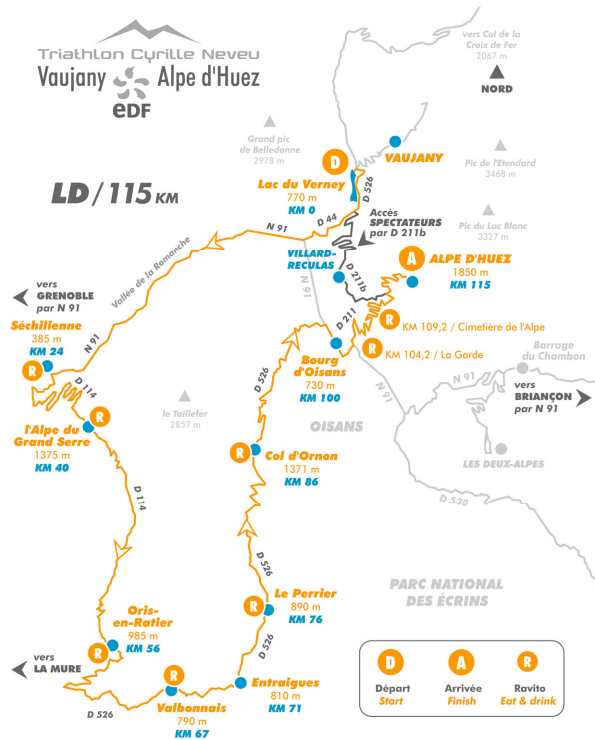 Triathlon Cyrille Neveu
Vaujany Alpe d'Huez
eDF
LD / 115 KM
vers Col de la
Croix de Fer
2067 m
NORD
Grand pic
de Belledonne
2978 m
VAUJANY
Pic de l'Etendard
3468 m
D
Lac du Verney
770 m
KM 0
D 526
Accès
SPECTATEURS
par D 211b
Pic du Lac Blanc
3327 m
D 44
N 91
VILLARD-
RECULAS
D 211b
A
ALPE D'HUEZ
1850 m
KM 115
Vallée de la Romanche
vers
GRENOBLE
par N 91
N 91
D 211
R
KM 109,2 / Cimetière de l'Alpe
R
KM 104,2 / La Garde
Séchilienne
385 m
KM 24
R
N 91
Bourg
d'Oisans
730 m
KM 100
Barrage
du Chambon
N 91
vers
BRIANÇON
par N 91
D 114
D 526
le Taillefer
2857 m
OISANS
R
l'Alpe du
Grand Serre
1375 m
KM 40
R
Col d'Ornon
1371 m
KM 86
LES DEUX-ALPES
D 530
D 114
D 526
PARC NATIONAL
DES ÉCRINS
R
Le Perrier
890 m
KM 76
Oris-
en-Ratier
985 m
KM 56
R
D 526
vers
LA MURE
R
Valbonnais
790 m
KM 67
Entraigues
810 m
KM 71
D 526
D
Départ
Start
A
Arrivée
Finish
R
Ravito
Eat & drink